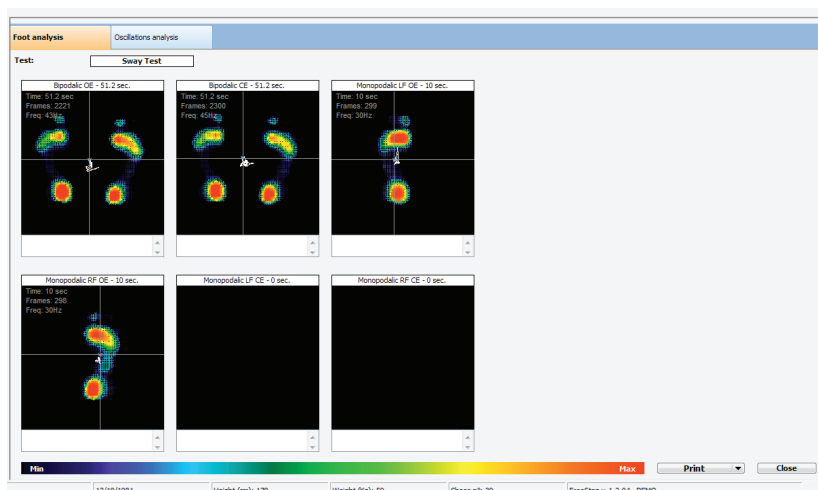 Foot analysis
Oscillations analysis
Test:
Sway Test
Bipodalic OE - 51.2 sec.
Bipodalic CE - 51.2 sec.
Monopodalic LF OE - 10 sec.
Time: 51.2 sec
Frames: 2221
Freq: 43Hz
Time: 51.2 sec
Frames: 2300
Freq: 45Hz
Time: 10 sec
Frames: 299
Freq: 30Hz
Monopodalic RF OE - 10 sec.
Monopodalic LF CE - 0 sec.
Monopodalic RF CE - 0 sec.
Time: 10 sec
Frames: 298
Freq: 30Hz
Min
Max
Print
Close